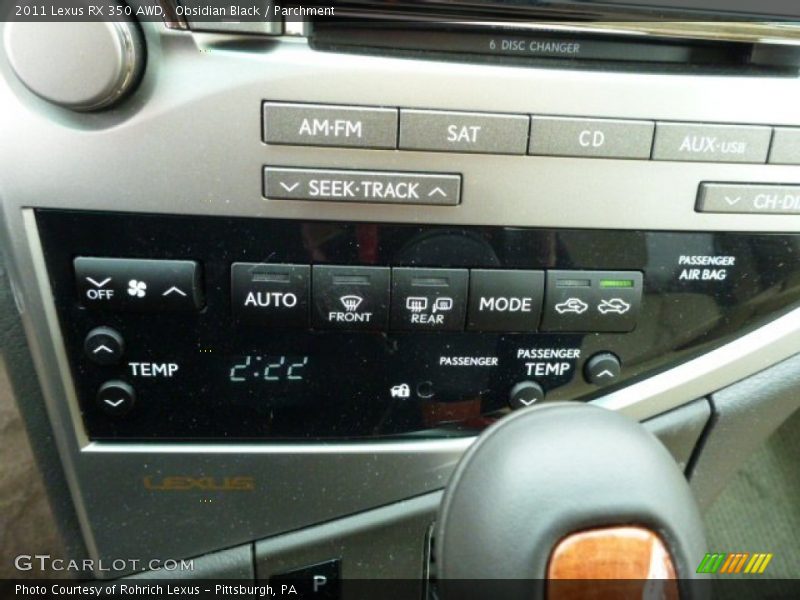 2011 Lexus RX 350 AWD, Obsidian Black / Parchment
6 DISC CHANGER
AM·FM SAT CD AUX·USB
SEEK·TRACK
PASSENGER
AIR BAG
OFF AUTO FRONT REAR MODE
TEMP
PASSENGER
PASSENGER
TEMP
LEXUS
GTCARLOT.COM
P
Photo Courtesy of Rohrich Lexus - Pittsburgh, PA